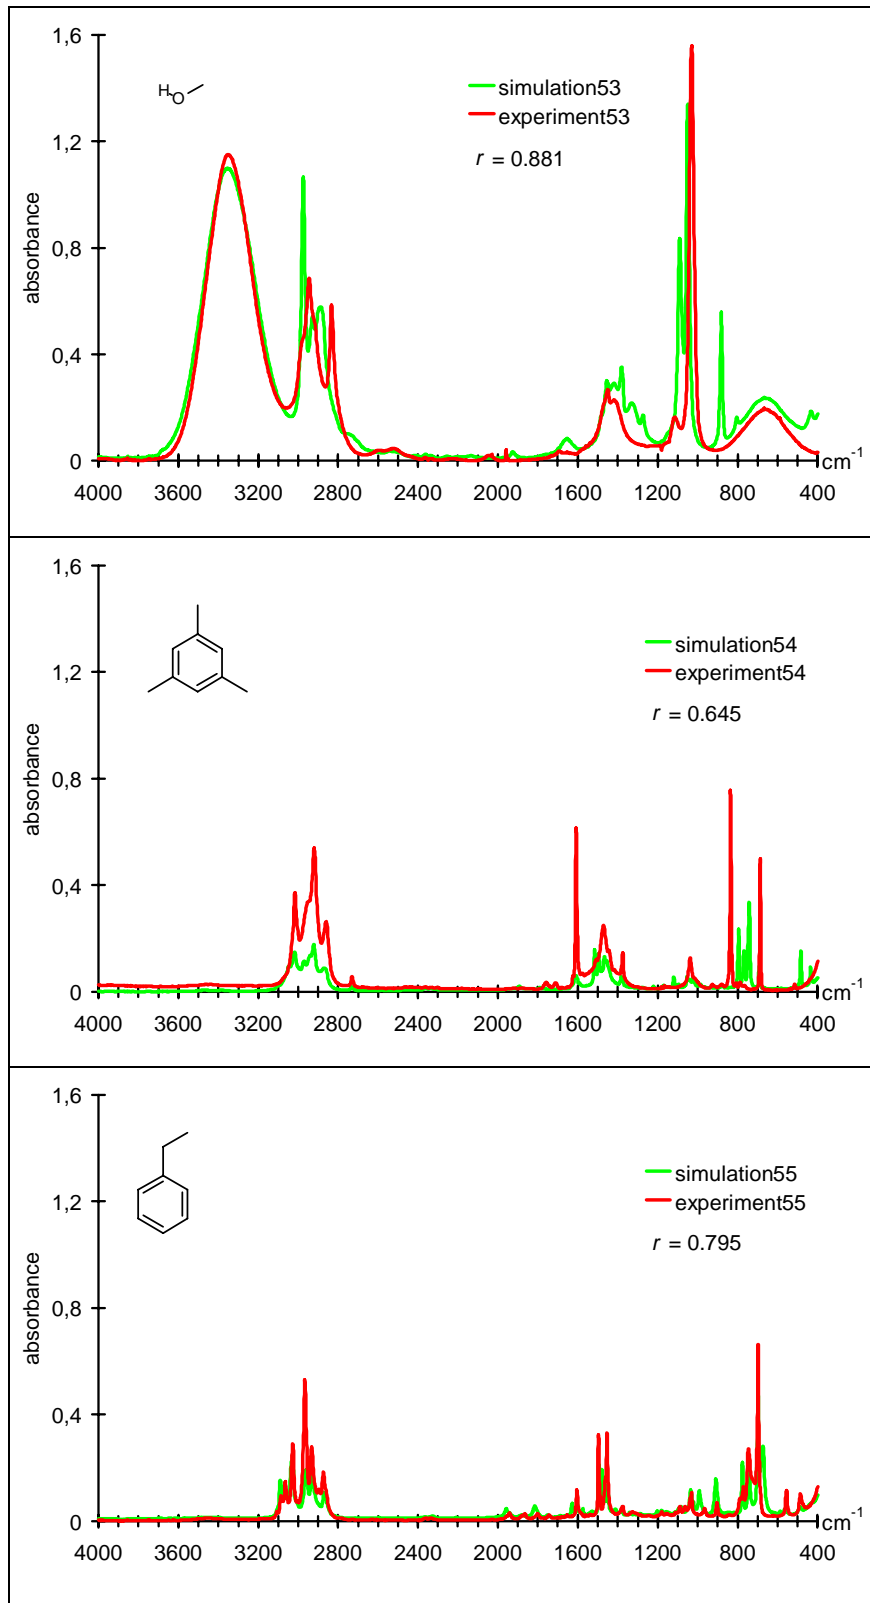 1,6
simulation53
experiment53
r = 0.881
H
O
1,2
absorbance
0,8
0,4
0
4000 3600 3200 2800 2400 2000 1600 1200 800 400
cm-1
1,6
simulation54
experiment54
r = 0.645
1,2
absorbance
0,8
0,4
0
4000 3600 3200 2800 2400 2000 1600 1200 800 400
cm-1
1,6
simulation55
experiment55
r = 0.795
1,2
absorbance
0,8
0,4
0
4000 3600 3200 2800 2400 2000 1600 1200 800 400
cm-1